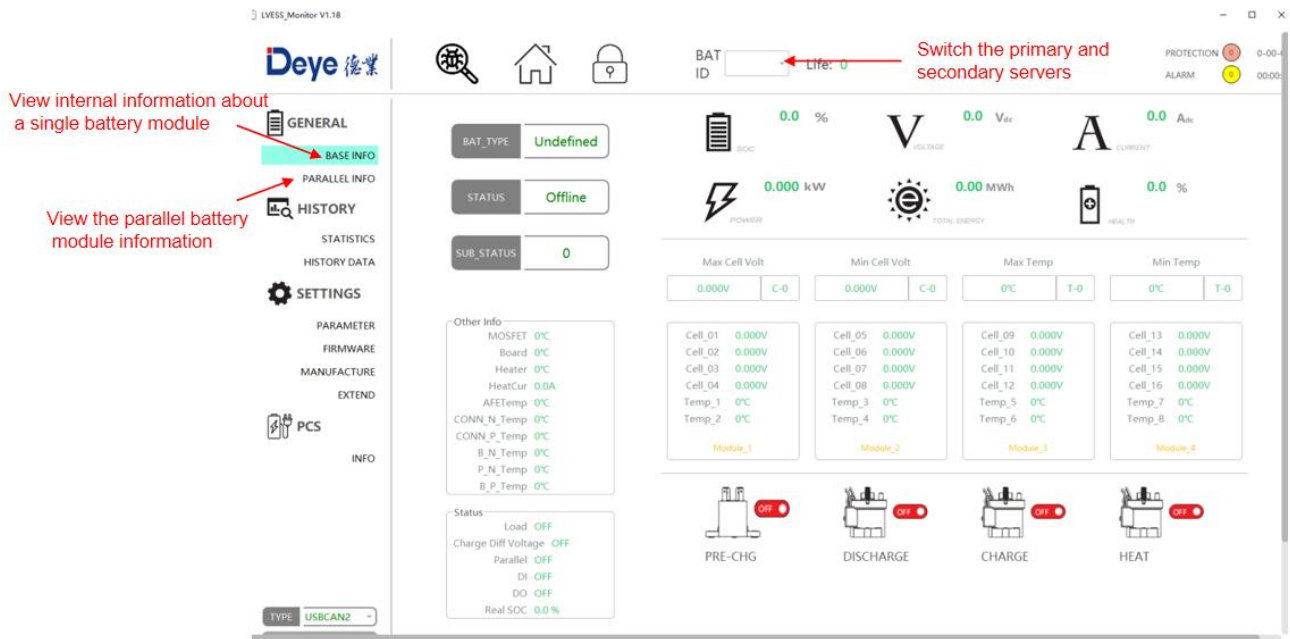 LVESS_Monitor V1.18
Deye 德業
BAT ID
Life: 0
Switch the primary and
secondary servers
PROTECTION 0 0-00-
ALARM 0 00:00:
View internal information about
a single battery module
View the parallel battery
module information
GENERAL
BASE INFO
PARALLEL INFO
HISTORY
STATISTICS
HISTORY DATA
SETTINGS
PARAMETER
FIRMWARE
MANUFACTURE
EXTEND
PCS
INFO
TYPE USBCAN2
BAT_TYPE Undefined
STATUS Offline
SUB_STATUS 0
Other Info
MOSFET 0℃
Board 0℃
Heater 0℃
HeatCur 0.0A
AFETemp 0℃
CONN_N_Temp 0℃
CONN_P_Temp 0℃
B_N_Temp 0℃
P_N_Temp 0℃
B_P_Temp 0℃
Status
Load OFF
Charge Diff Voltage OFF
Parallel OFF
DI OFF
DO OFF
Real SOC 0.0 %
0.0 %
SOC
V 0.0 Vdc
VOLTAGE
A 0.0 Adc
CURRENT
0.000 kW
POWER
e 0.00 MWh
TOTAL ENERGY
0.0 %
HEALTH
Max Cell Volt
0.000V C-0
Min Cell Volt
0.000V C-0
Max Temp
0℃ T-0
Min Temp
0℃ T-0
Cell_01 0.000V
Cell_02 0.000V
Cell_03 0.000V
Cell_04 0.000V
Temp_1 0℃
Temp_2 0℃
Module_1
Cell_05 0.000V
Cell_06 0.000V
Cell_07 0.000V
Cell_08 0.000V
Temp_3 0℃
Temp_4 0℃
Module_2
Cell_09 0.000V
Cell_10 0.000V
Cell_11 0.000V
Cell_12 0.000V
Temp_5 0℃
Temp_6 0℃
Module_3
Cell_13 0.000V
Cell_14 0.000V
Cell_15 0.000V
Cell_16 0.000V
Temp_7 0℃
Temp_8 0℃
Module_4
OFF
PRE-CHG
OFF
DISCHARGE
OFF
CHARGE
OFF
HEAT